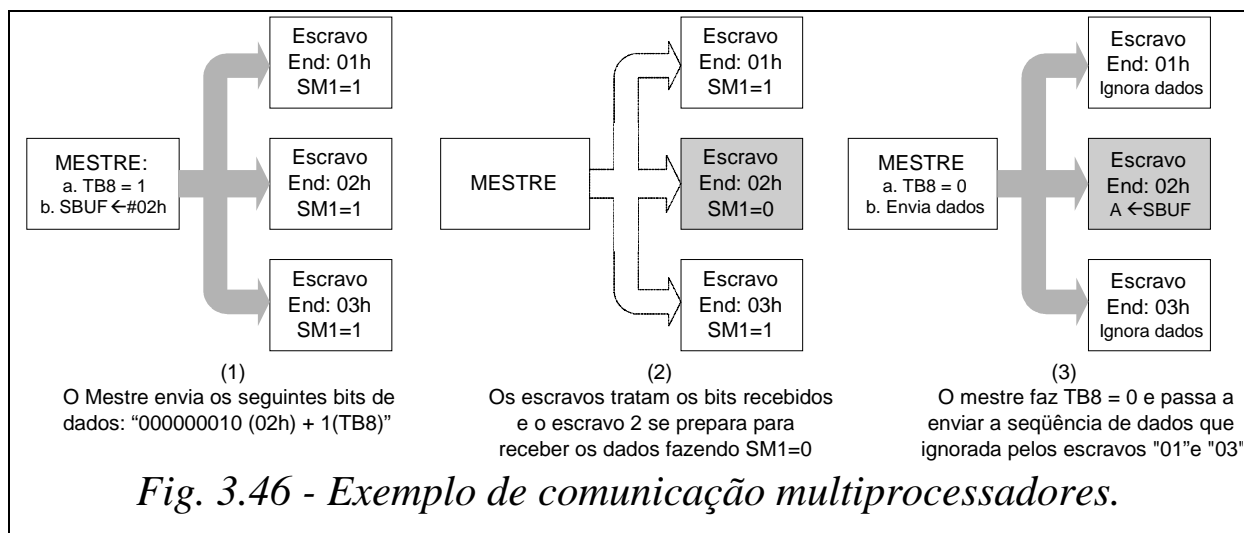 Escravo
End: 01h
SM1=1
MESTRE:
a. TB8 = 1
b. SBUF ←#02h
Escravo
End: 02h
SM1=1
Escravo
End: 03h
SM1=1
(1)
O Mestre envia os seguintes bits de
dados: “000000010 (02h) + 1(TB8)”
Escravo
End: 01h
SM1=1
MESTRE
Escravo
End: 02h
SM1=0
Escravo
End: 03h
SM1=1
(2)
Os escravos tratam os bits recebidos
e o escravo 2 se prepara para
receber os dados fazendo SM1=0
Escravo
End: 01h
Ignora dados
MESTRE
a. TB8 = 0
b. Envia dados
Escravo
End: 02h
A ←SBUF
Escravo
End: 03h
Ignora dados
(3)
O mestre faz TB8 = 0 e passa a
enviar a seqüência de dados que
ignorada pelos escravos "01”e "03"
Fig. 3.46 - Exemplo de comunicação multiprocessadores.